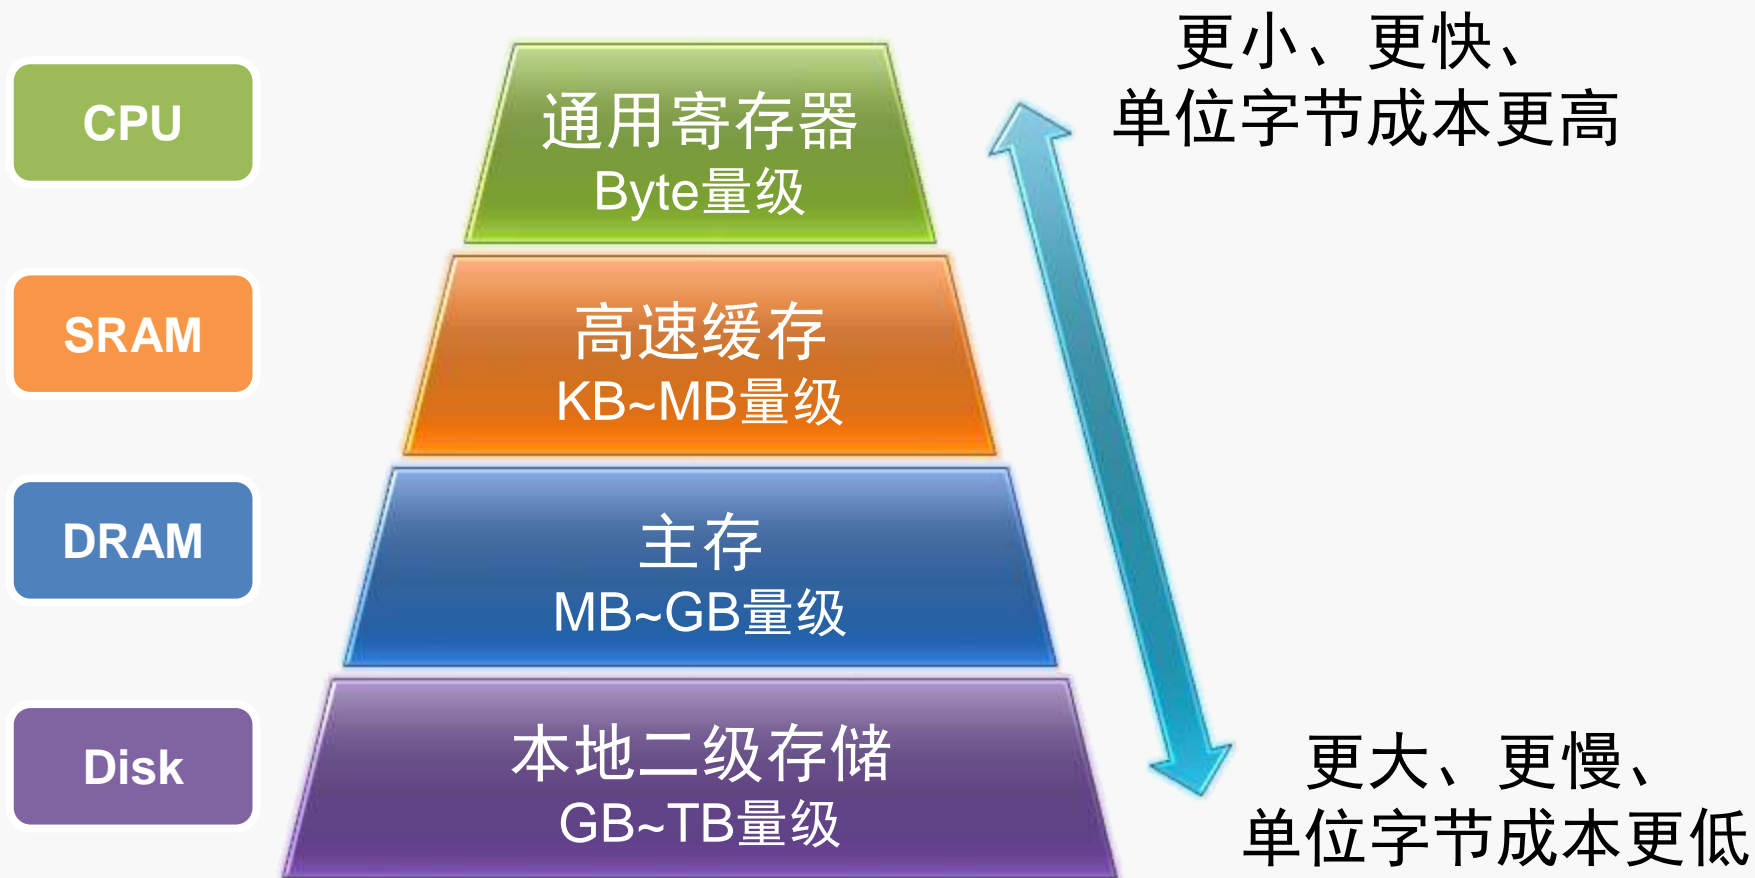 更小、更快、
单位字节成本更高
CPU
通用寄存器
Byte量级
SRAM
高速缓存
KB~MB量级
DRAM
主存
MB~GB量级
Disk
本地二级存储
GB~TB量级
更大、更慢、
单位字节成本更低